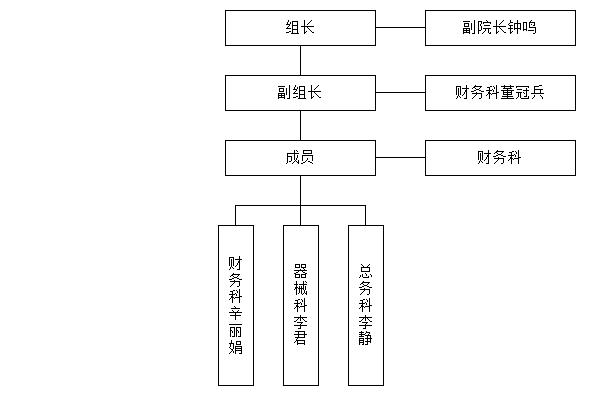 组长
副院长钟鸣
副组长
财务科董冠兵
成员
财务科
财务科辛丽娟
器械科李君
总务科李静